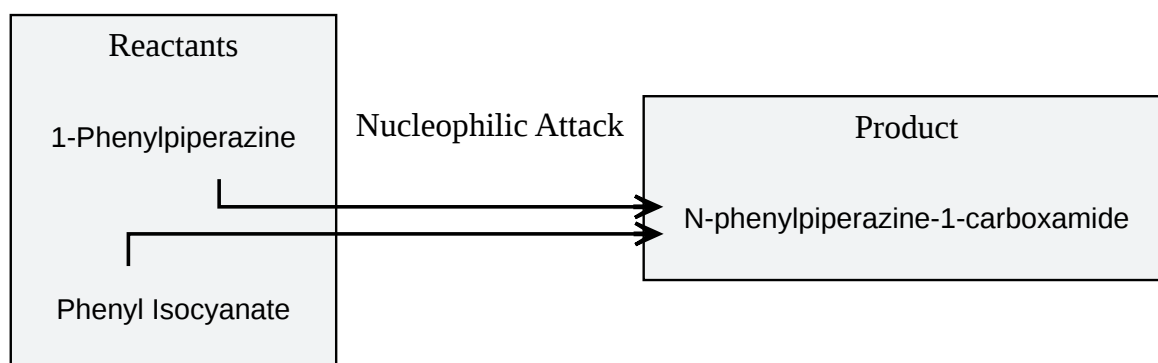 Reactants
1-Phenylpiperazine
Phenyl Isocyanate
Nucleophilic Attack
Product
N-phenylpiperazine-1-carboxamide